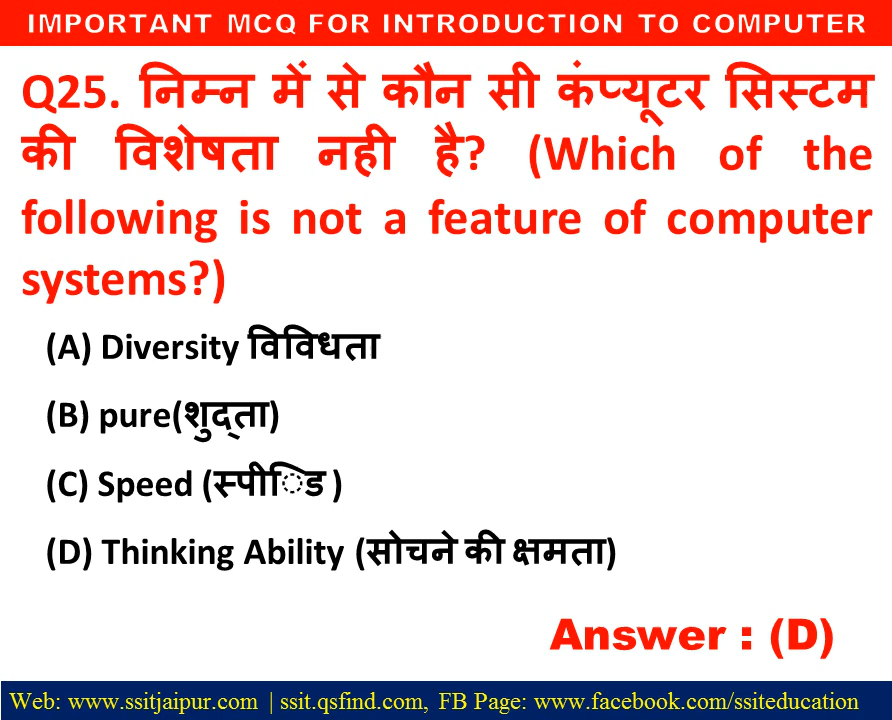 IMPORTANT MCQ FOR INTRODUCTION TO COMPUTER
Q25. निम्न में से कौन सी कंप्यूटर सिस्टम
की विशेषता नही है? (Which of the
following is not a feature of computer
systems?)
(A) Diversity विविधता
(B) pure(शुद्ता)
(C) Speed (स्पीिड )
(D) Thinking Ability (सोचने की क्षमता)
Answer : (D)
Web: www.ssitjaipur.com | ssit.qsfind.com, FB Page: www.facebook.com/ssiteducation